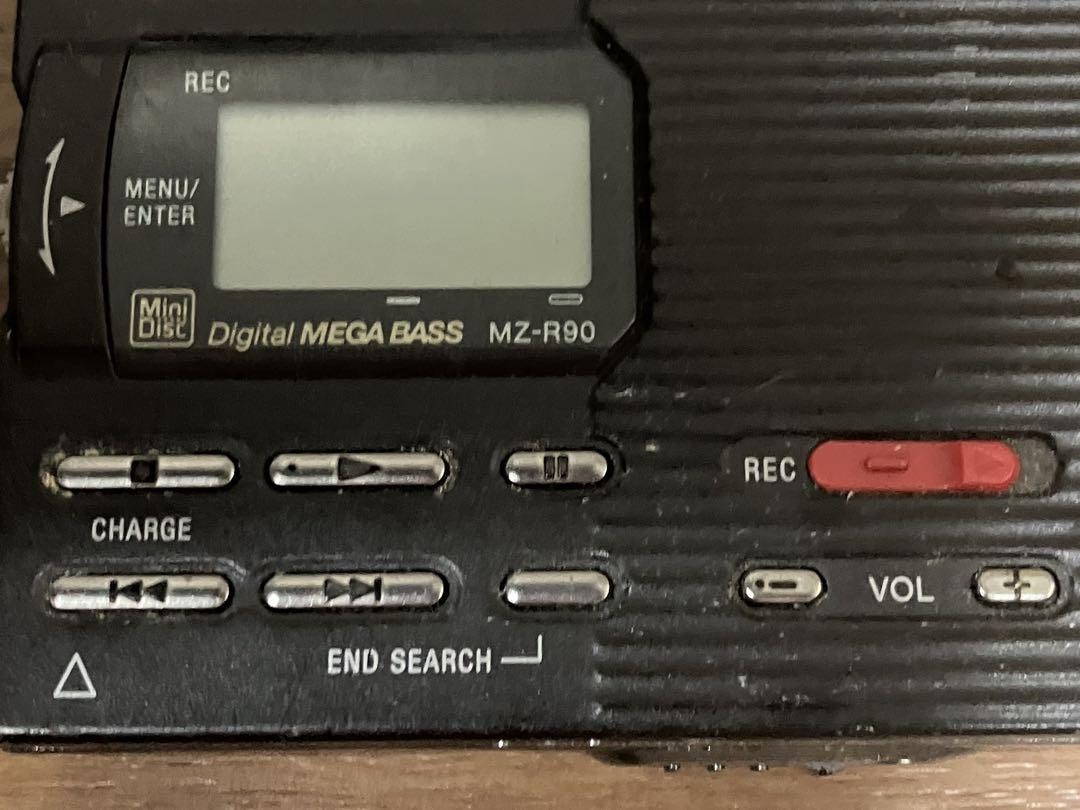 REC
MENU/
ENTER
Mini
Disc
Digital MEGA BASS MZ-R90
REC
CHARGE
VOL
END SEARCH